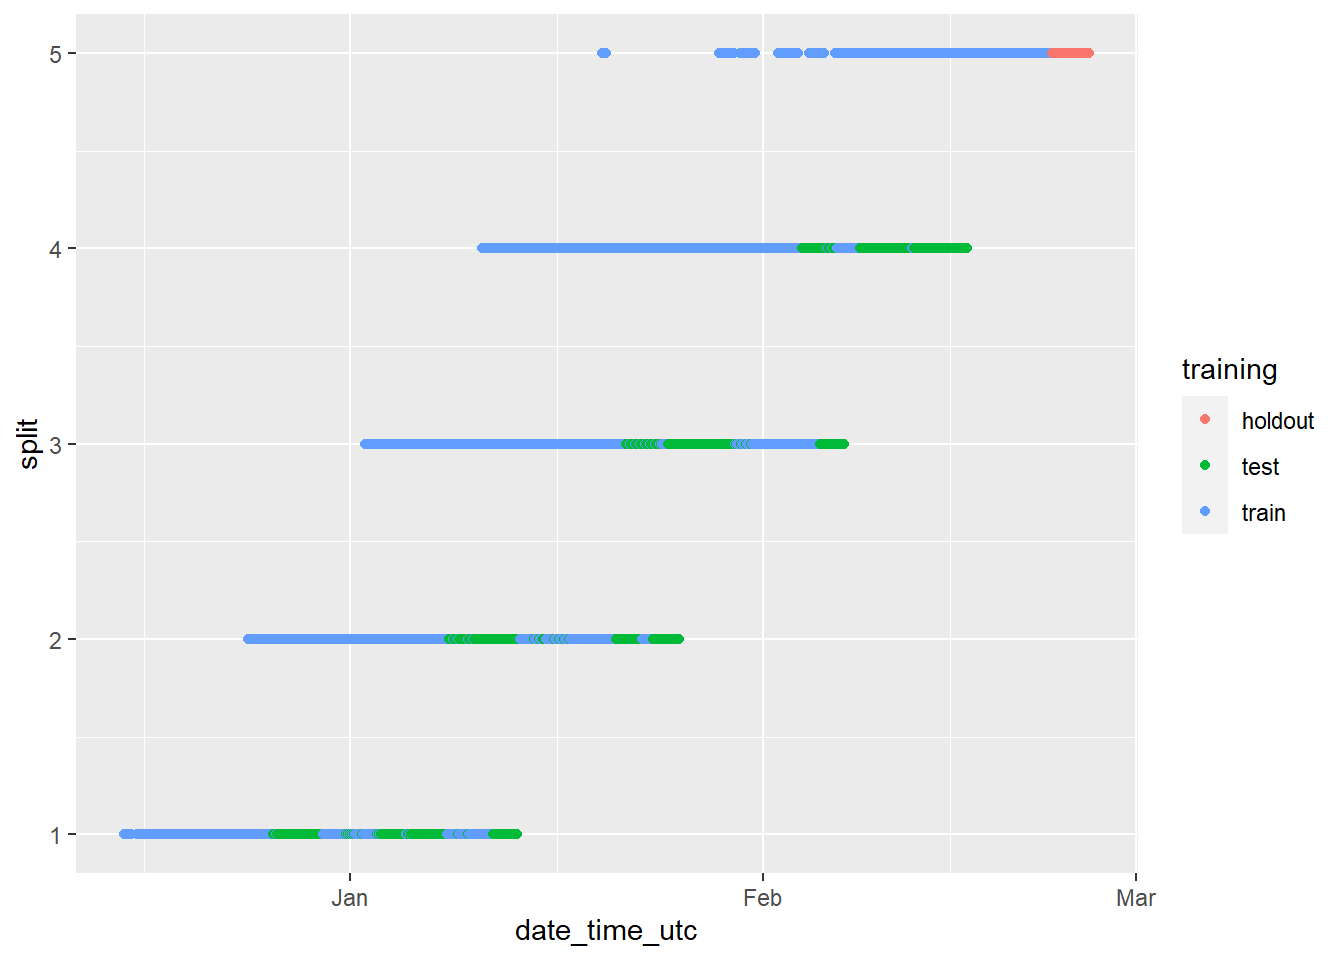 5
4
3
2
1
split
Jan
Feb
Mar
date_time_utc
training
holdout
test
train